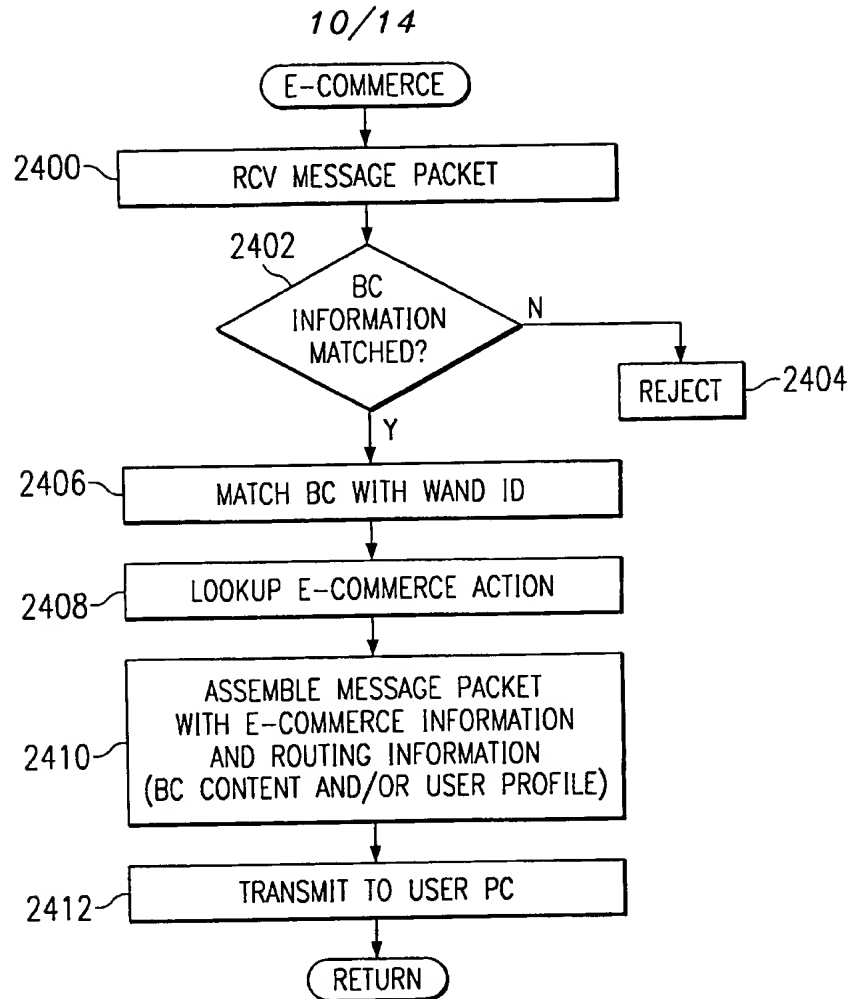 10/14
E-COMMERCE
2400
RCV MESSAGE PACKET
2402
BC
INFORMATION
MATCHED?
N
REJECT
2404
Y
2406
MATCH BC WITH WAND ID
2408
LOOKUP E-COMMERCE ACTION
2410
ASSEMBLE MESSAGE PACKET
WITH E-COMMERCE INFORMATION
AND ROUTING INFORMATION
(BC CONTENT AND/OR USER PROFILE)
2412
TRANSMIT TO USER PC
RETURN